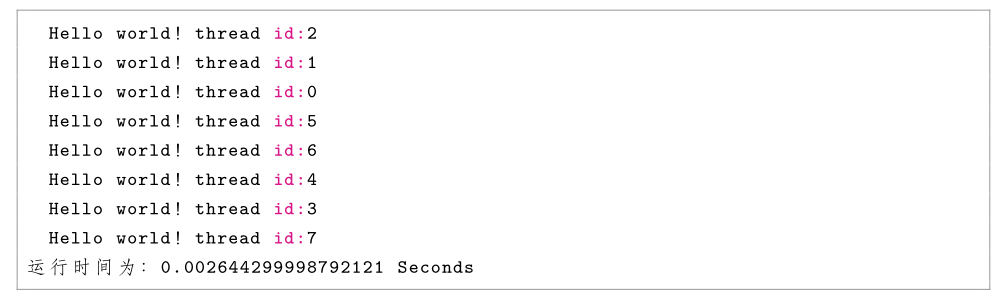 Hello world! thread id:2
Hello world! thread id:1
Hello world! thread id:0
Hello world! thread id:5
Hello world! thread id:6
Hello world! thread id:4
Hello world! thread id:3
Hello world! thread id:7
运行时间为: 0.002644299998792121 Seconds